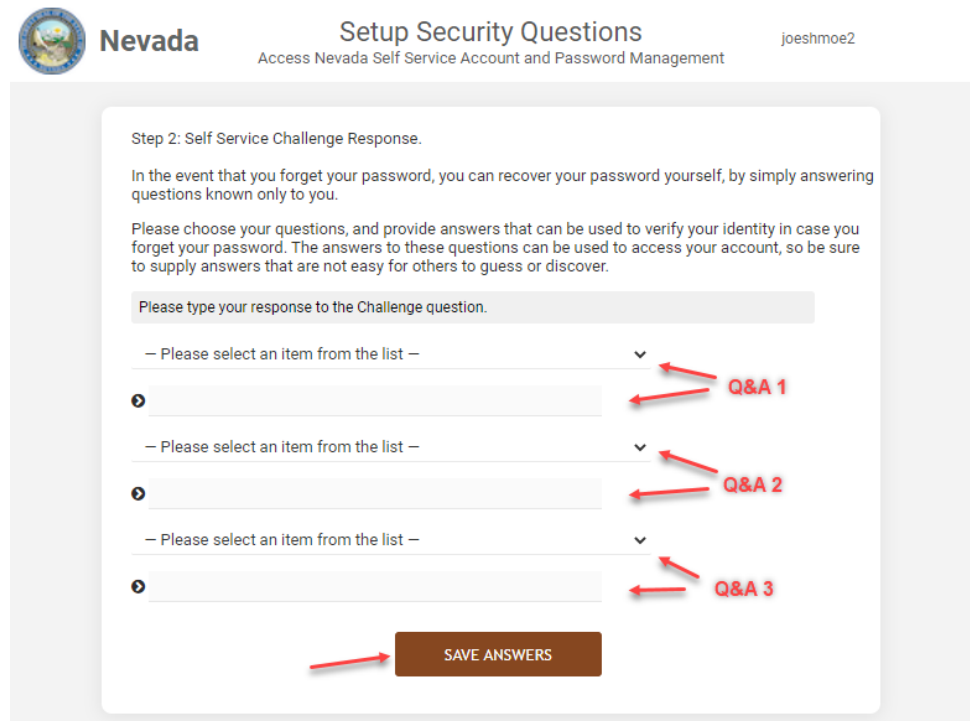 Nevada
Setup Security Questions
joeshmoe2
Access Nevada Self Service Account and Password Management
Step 2: Self Service Challenge Response.
In the event that you forget your password, you can recover your password yourself, by simply answering
questions known only to you.
Please choose your questions, and provide answers that can be used to verify your identity in case you
forget your password. The answers to these questions can be used to access your account, so be sure
to supply answers that are not easy for others to guess or discover.
Please type your response to the Challenge question.
— Please select an item from the list —
Q&A 1
— Please select an item from the list —
Q&A 2
— Please select an item from the list —
Q&A 3
SAVE ANSWERS